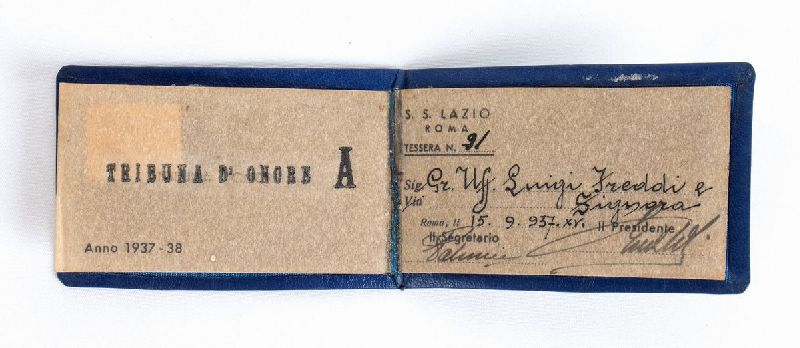 TRIBUNA D'ONORE A
Anno 1937-38
S. S. LAZIO
ROMA
TESSERA N. 91
Sig. Gr. Uff. Luigi Freddi e
Via Signora
Roma, li 15. 9. 937. XV.
Il Segretario Il Presidente